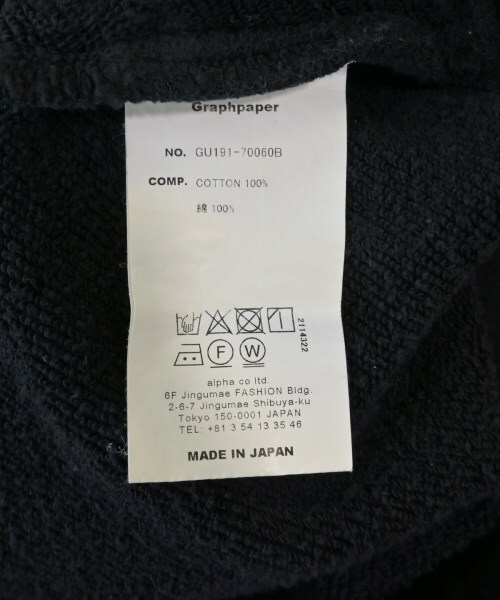 Graphpaper
NO. GU191-70060B
COMP. COTTON 100%
綿 100%
2114322
F W
alpha co ltd.
6F Jingumae FASHION Bldg.
2-6-7 Jingumae Shibuya-ku
Tokyo 150-0001 JAPAN
TEL: +81 3 54 13 35 46
MADE IN JAPAN